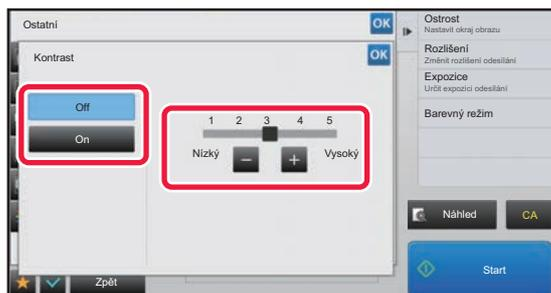 Ostatní
OK
Kontrast
OK
Off
On
1 2 3 4 5
Nízký
Vysoký
Zpět
Ostrost
Nastavit okraj obrazu
Rozlišení
Změnit rozlišení odesílání
Expozice
Určit expozici odesílání
Barevný režim
Náhled
CA
Start